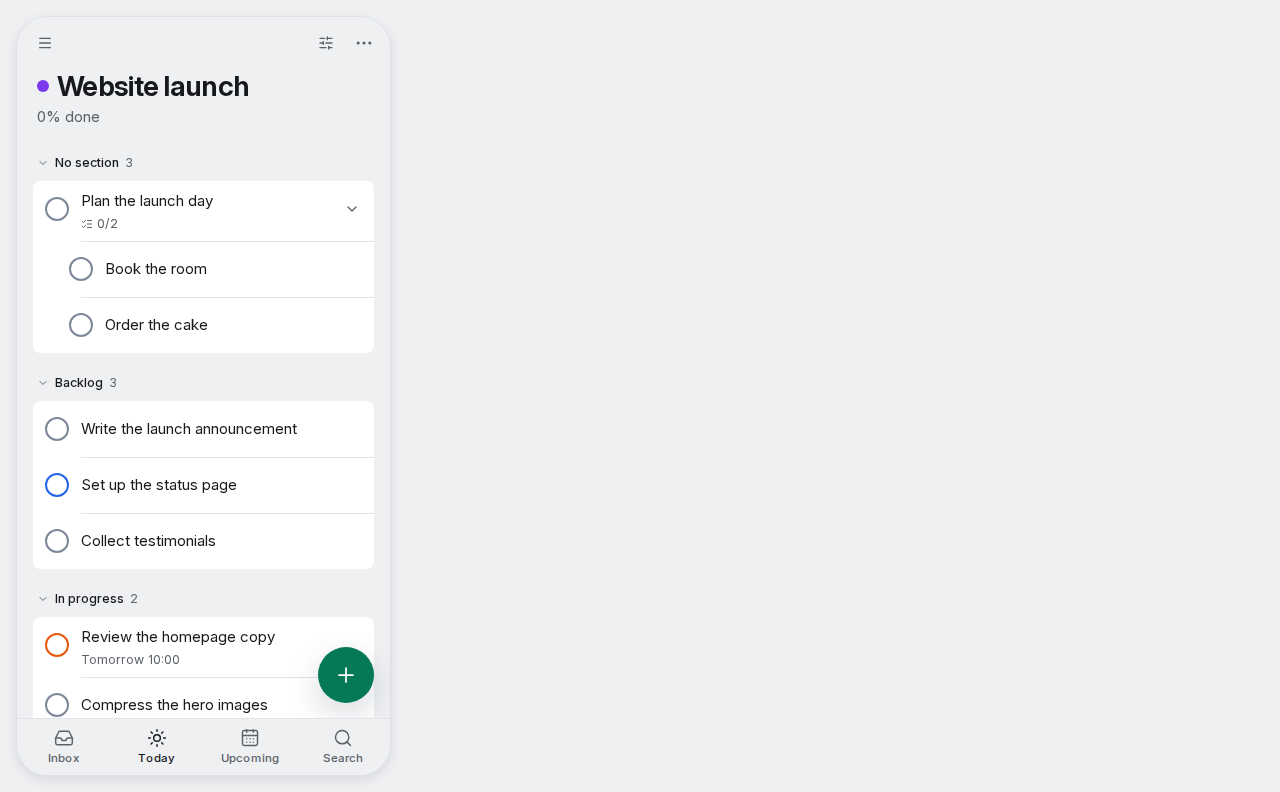 Website launch
0% done
No section 3
Plan the launch day
0/2
Book the room
Order the cake
Backlog 3
Write the launch announcement
Set up the status page
Collect testimonials
In progress 2
Review the homepage copy
Tomorrow 10:00
Compress the hero images
Inbox Today Upcoming Search